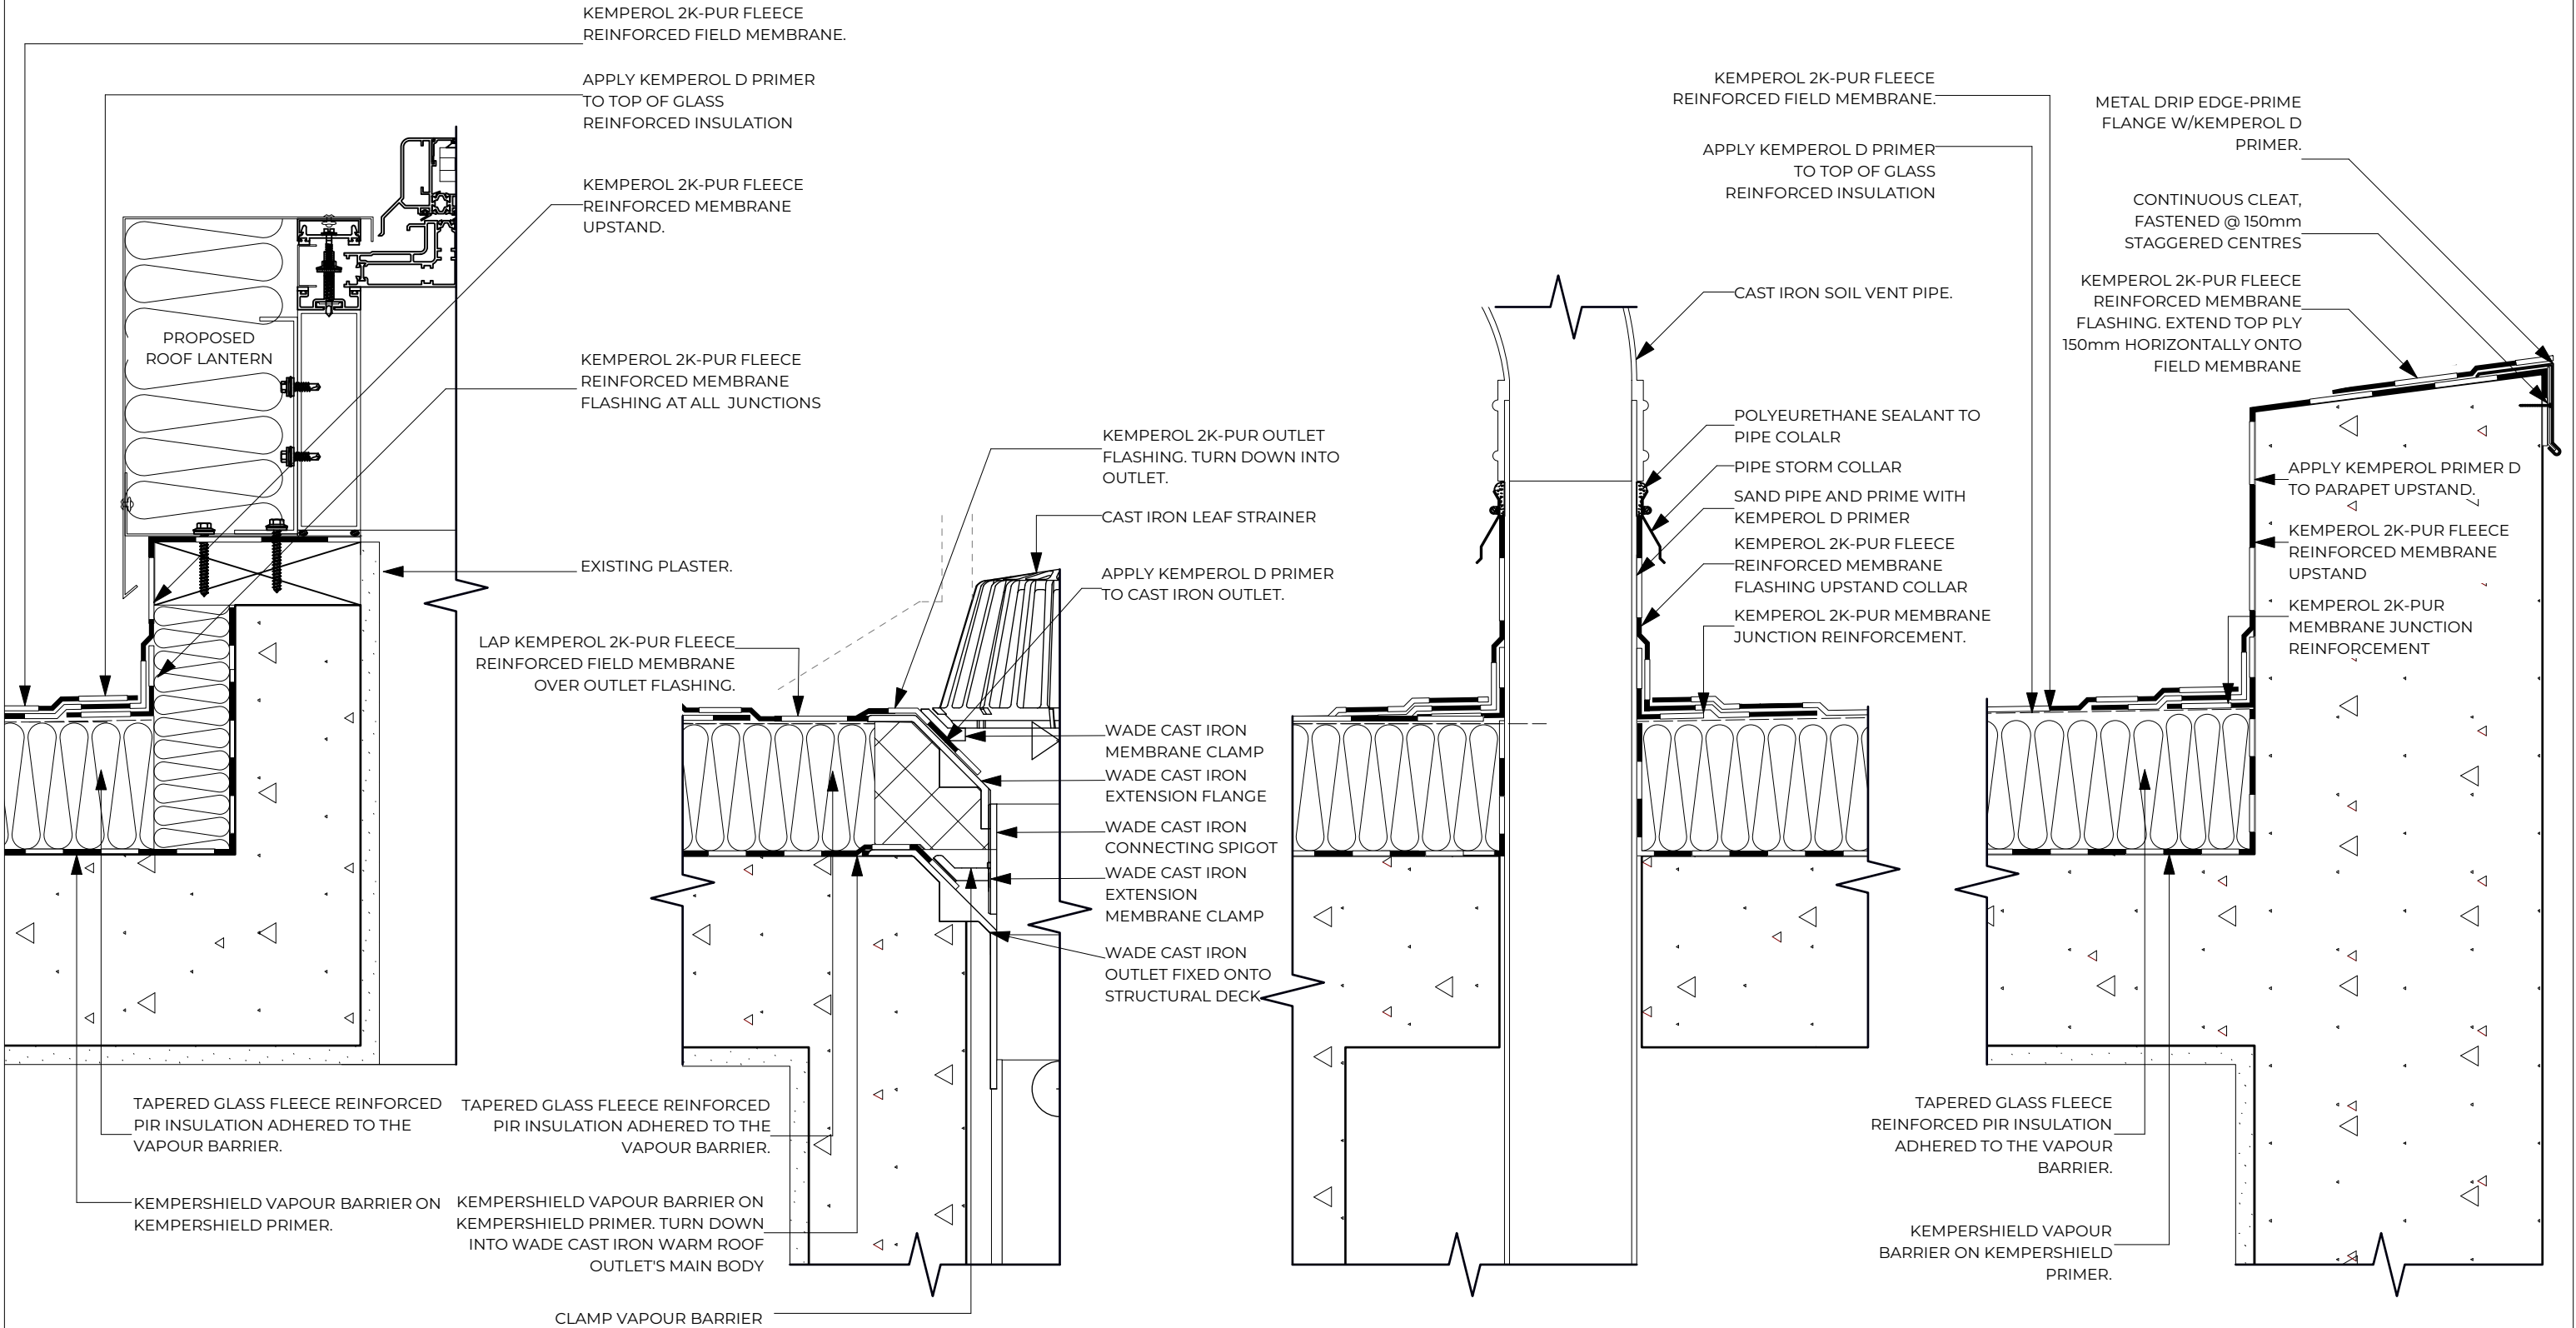 KEMPEROL 2K-PUR FLEECE
REINFORCED FIELD MEMBRANE.
APPLY KEMPEROL D PRIMER
TO TOP OF GLASS
REINFORCED INSULATION
KEMPEROL 2K-PUR FLEECE
REINFORCED MEMBRANE
UPSTAND.
PROPOSED
ROOF LANTERN
KEMPEROL 2K-PUR FLEECE
REINFORCED MEMBRANE
FLASHING AT ALL JUNCTIONS
EXISTING PLASTER.
TAPERED GLASS FLEECE REINFORCED
PIR INSULATION ADHERED TO THE
VAPOUR BARRIER.
KEMPERSHIELD VAPOUR BARRIER ON
KEMPERSHIELD PRIMER.
LAP KEMPEROL 2K-PUR FLEECE
REINFORCED FIELD MEMBRANE
OVER OUTLET FLASHING.
KEMPEROL 2K-PUR OUTLET
FLASHING. TURN DOWN INTO
OUTLET.
CAST IRON LEAF STRAINER
APPLY KEMPEROL D PRIMER
TO CAST IRON OUTLET.
WADE CAST IRON
MEMBRANE CLAMP
WADE CAST IRON
EXTENSION FLANGE
WADE CAST IRON
CONNECTING SPIGOT
WADE CAST IRON
EXTENSION
MEMBRANE CLAMP
WADE CAST IRON
OUTLET FIXED ONTO
STRUCTURAL DECK
TAPERED GLASS FLEECE REINFORCED
PIR INSULATION ADHERED TO THE
VAPOUR BARRIER.
KEMPERSHIELD VAPOUR BARRIER ON
KEMPERSHIELD PRIMER. TURN DOWN
INTO WADE CAST IRON WARM ROOF
OUTLET'S MAIN BODY
CLAMP VAPOUR BARRIER
CAST IRON SOIL VENT PIPE.
POLYEURETHANE SEALANT TO
PIPE COLALR
PIPE STORM COLLAR
SAND PIPE AND PRIME WITH
KEMPEROL D PRIMER
KEMPEROL 2K-PUR FLEECE
REINFORCED MEMBRANE
FLASHING UPSTAND COLLAR
KEMPEROL 2K-PUR MEMBRANE
JUNCTION REINFORCEMENT.
KEMPEROL 2K-PUR FLEECE
REINFORCED FIELD MEMBRANE.
APPLY KEMPEROL D PRIMER
TO TOP OF GLASS
REINFORCED INSULATION
METAL DRIP EDGE-PRIME
FLANGE W/KEMPEROL D
PRIMER.
CONTINUOUS CLEAT,
FASTENED @ 150mm
STAGGERED CENTRES
KEMPEROL 2K-PUR FLEECE
REINFORCED MEMBRANE
FLASHING. EXTEND TOP PLY
150mm HORIZONTALLY ONTO
FIELD MEMBRANE
APPLY KEMPEROL PRIMER D
TO PARAPET UPSTAND.
KEMPEROL 2K-PUR FLEECE
REINFORCED MEMBRANE
UPSTAND
KEMPEROL 2K-PUR
MEMBRANE JUNCTION
REINFORCEMENT
TAPERED GLASS FLEECE
REINFORCED PIR INSULATION
ADHERED TO THE VAPOUR
BARRIER.
KEMPERSHIELD VAPOUR
BARRIER ON KEMPERSHIELD
PRIMER.